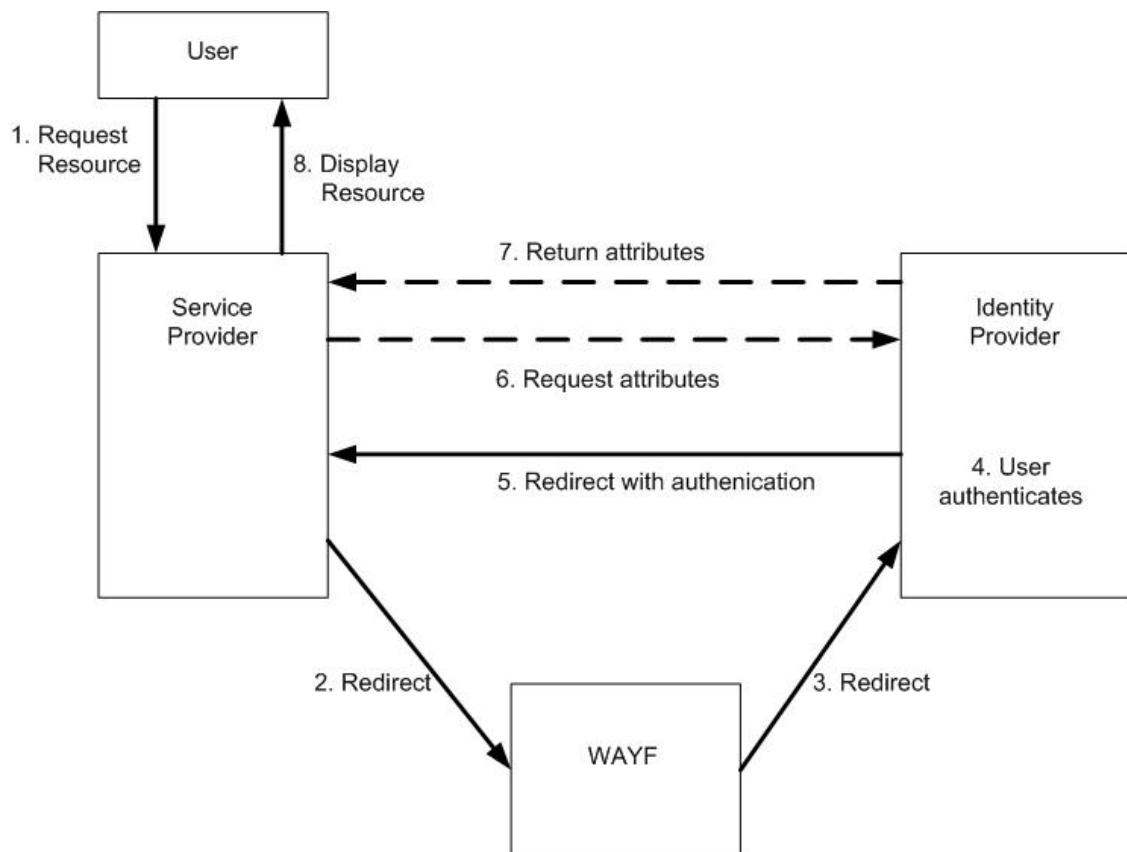 User
1. Request
Resource
8. Display
Resource
7. Return attributes
Service
Provider
Identity
Provider
6. Request attributes
5. Redirect with authenication
4. User
authenticates
2. Redirect
3. Redirect
WAYF